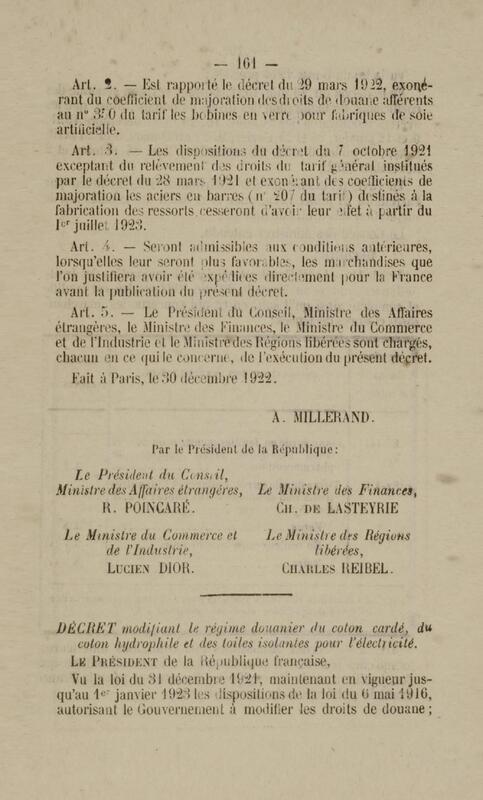 — 161 —
Art. 2. — Est rapporté le décret du 29 mars 1922, exoné-
rant du coefficient de majoration des droits de douane afférents
au n° 370 du tarif les bobines en verre pour fabriques de soie
artificielle.
Art. 3. — Les dispositions du décret du 7 octobre 1921
exceptant du relèvement des droits du tarif général institués
par le décret du 28 mars 1921 et exonérant des coefficients de
majoration les aciers en barres (n° 207 du tarif) destinés à la
fabrication des ressorts cesseront d'avoir leur effet à partir du
1er juillet 1923.
Art. 4. — Seront admissibles aux conditions antérieures,
lorsqu'elles leur seront plus favorables, les marchandises que
l'on justifiera avoir été expédiées directement pour la France
avant la publication du présent décret.
Art. 5. — Le Président du Conseil, Ministre des Affaires
étrangères, le Ministre des Finances, le Ministre du Commerce
et de l'Industrie et le Ministre des Régions libérées sont chargés,
chacun en ce qui le concerne, de l'exécution du présent décret.
Fait à Paris, le 30 décembre 1922.
A. MILLERAND.
Par le Président de la République :
Le Président du Conseil,
Ministre des Affaires étrangères,
R. POINCARÉ.
Le Ministre des Finances,
CH. DE LASTEYRIE
Le Ministre du Commerce et
de l'Industrie,
LUCIEN DIOR.
Le Ministre des Régions
libérées,
CHARLES REIBEL.
DÉCRET modifiant le régime douanier du coton cardé, du
coton hydrophile et des toiles isolantes pour l'électricité.
LE PRÉSIDENT de la République française,
Vu la loi du 31 décembre 1921, maintenant en vigueur jus-
qu'au 1er janvier 1923 les dispositions de la loi du 6 mai 1916,
autorisant le Gouvernement à modifier les droits de douane ;